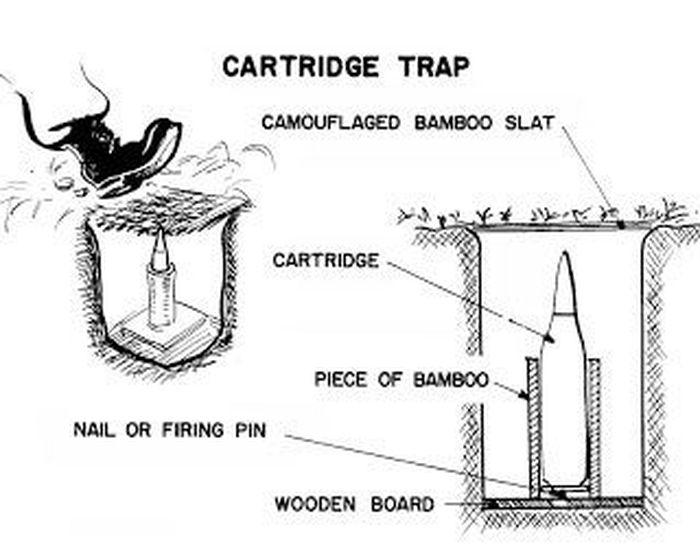 CARTRIDGE TRAP
CAMOUFLAGED BAMBOO SLAT
CARTRIDGE
PIECE OF BAMBOO
NAIL OR FIRING PIN
WOODEN BOARD